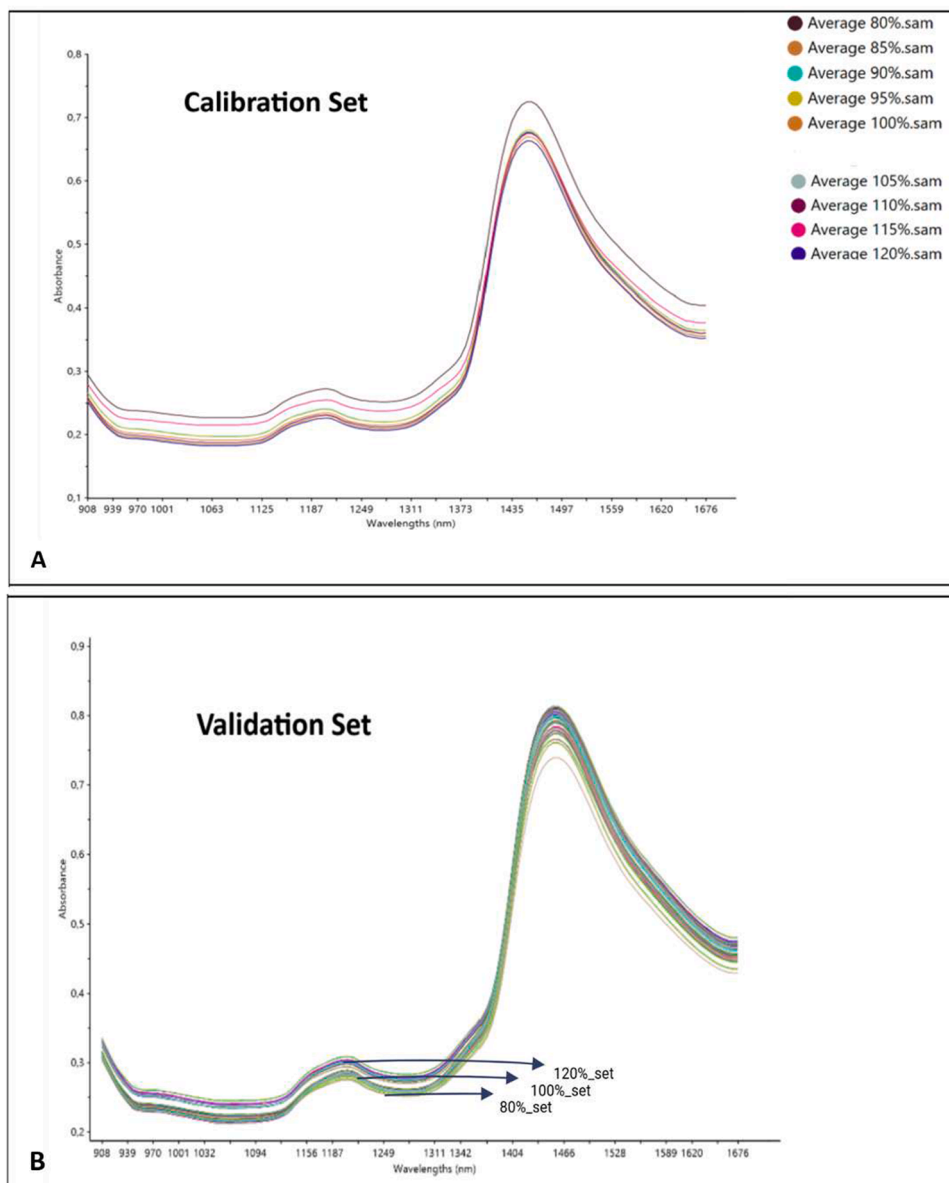 Average 80%.sam
Average 85%.sam
Average 90%.sam
Average 95%.sam
Average 100%.sam
Average 105%.sam
Average 110%.sam
Average 115%.sam
Average 120%.sam
Calibration Set
0,8
0,7
0,6
0,5
0,4
0,3
0,2
0,1
Absorbance
908 939 970 1001 1063 1125 1187 1249 1311 1373 1435 1497 1559 1620 1676
Wavelengths (nm)
A
Validation Set
0,9
0,8
0,7
0,6
0,5
0,4
0,3
0,2
Absorbance
120%_set
100%_set
80%_set
908 939 970 1001 1032 1094 1156 1187 1249 1311 1342 1404 1466 1528 1589 1620 1676
Wavelengths (nm)
B